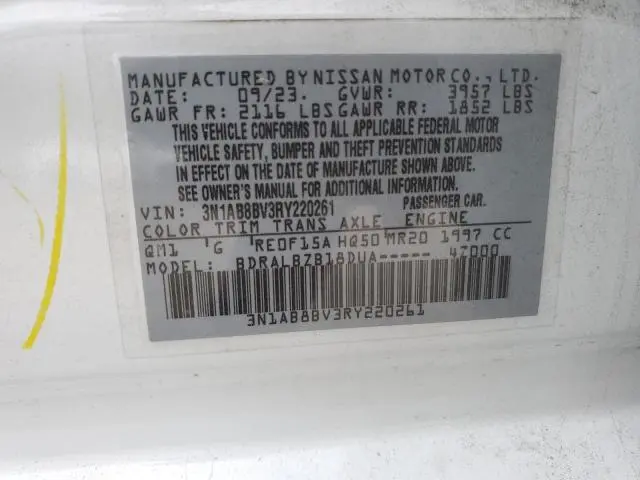 MANUFACTURED BY NISSAN MOTOR CO., LTD.
DATE: 09/23. GVWR: 3957 LBS
GAWR FR: 2116 LBS GAWR RR: 1852 LBS
THIS VEHICLE CONFORMS TO ALL APPLICABLE FEDERAL MOTOR
VEHICLE SAFETY, BUMPER AND THEFT PREVENTION STANDARDS
IN EFFECT ON THE DATE OF MANUFACTURE SHOWN ABOVE.
SEE OWNER'S MANUAL FOR ADDITIONAL INFORMATION.
VIN: 3N1AB8BV3RY220261 PASSENGER CAR.
COLOR TRIM TRANS AXLE ENGINE
QM1 'G RE0F15A HQ50 MR20 1997 CC
MODEL: BDRALBZB18DUA----- 4Z000
3N1AB8BV3RY220261